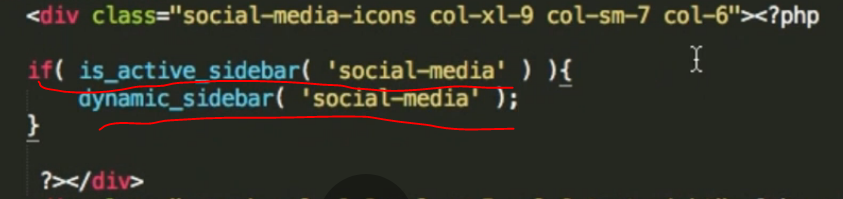 <div class="social-media-icons col-xl-9 col-sm-7 col-6"><?php
if( is_active_sidebar( 'social-media' ) ){
dynamic_sidebar( 'social-media' );
}
?></div>